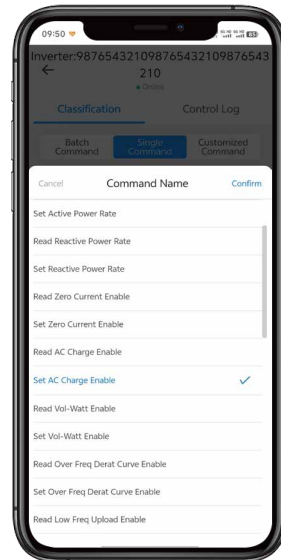 09:50
Inverter:98765432109876543210987654 3
210
Online
Classification
Control Log
Batch
Command
Single
Command
Customized
Command
Cancel
Command Name
Confirm
Set Active Power Rate
Read Reactive Power Rate
Set Reactive Power Rate
Read Zero Current Enable
Set Zero Current Enable
Read AC Charge Enable
Set AC Charge Enable
Read Vol-Watt Enable
Set Vol-Watt Enable
Read Over Freq Derat Curve Enable
Set Over Freq Derat Curve Enable
Read Low Freq Upload Enable